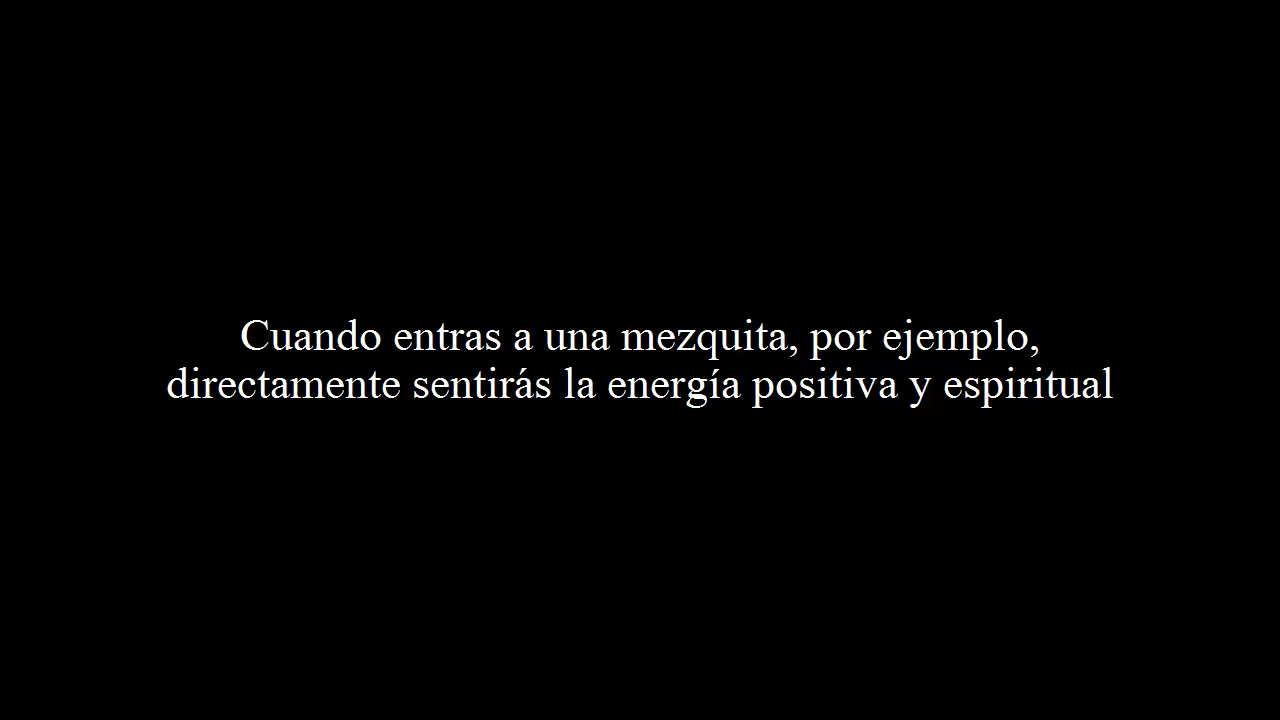 Cuando entras a una mezquita, por ejemplo,
directamente sentirás la energía positiva y espiritual